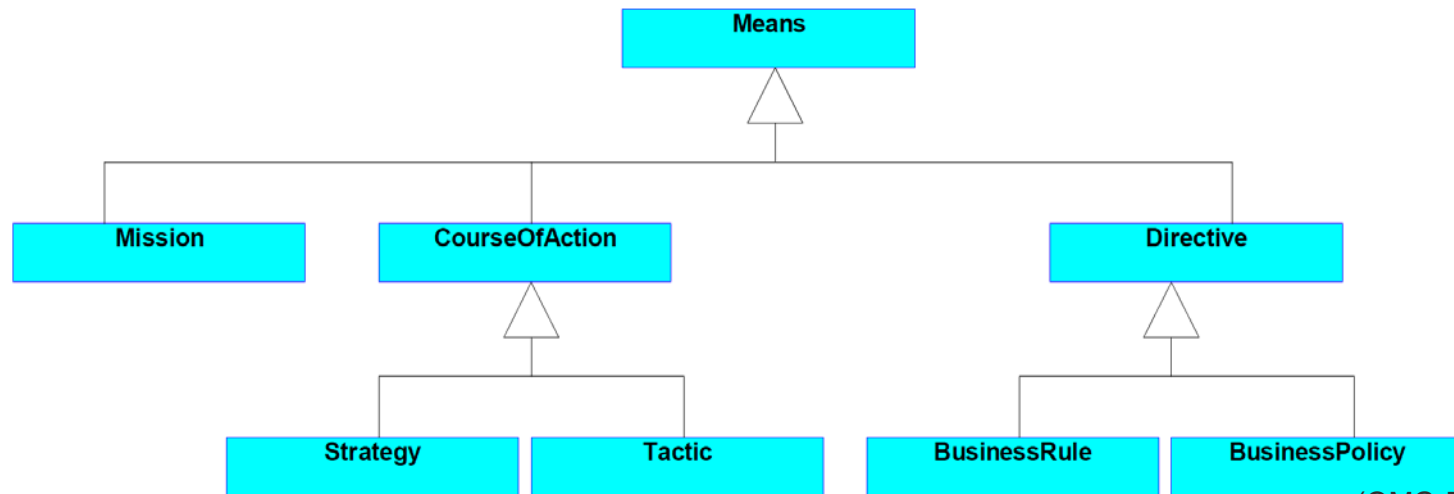 Means
Mission
CourseOfAction
Directive
Strategy
Tactic
BusinessRule
BusinessPolicy